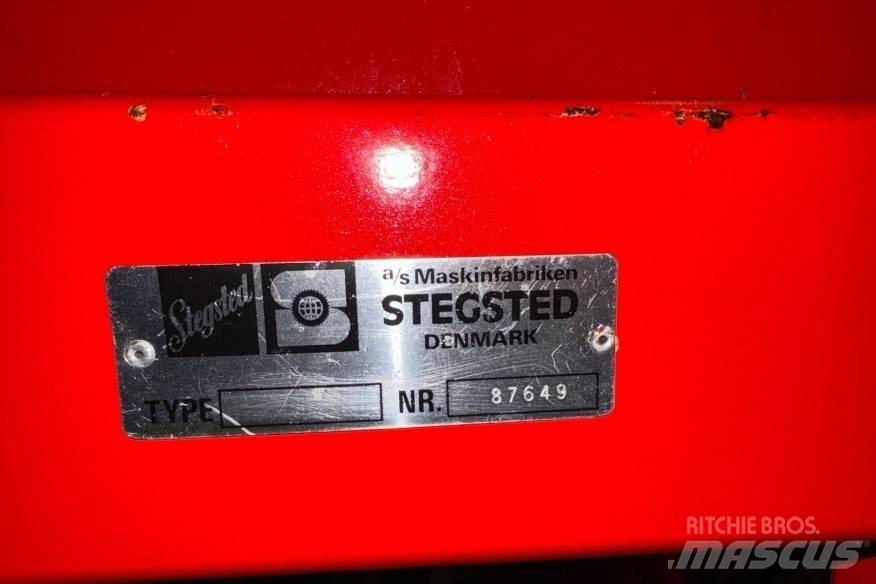 Stegsted
a/s Maskinfabriken
STEGSTED
DENMARK
TYPE NR. 87649
RITCHIE BROS.
MASCUS